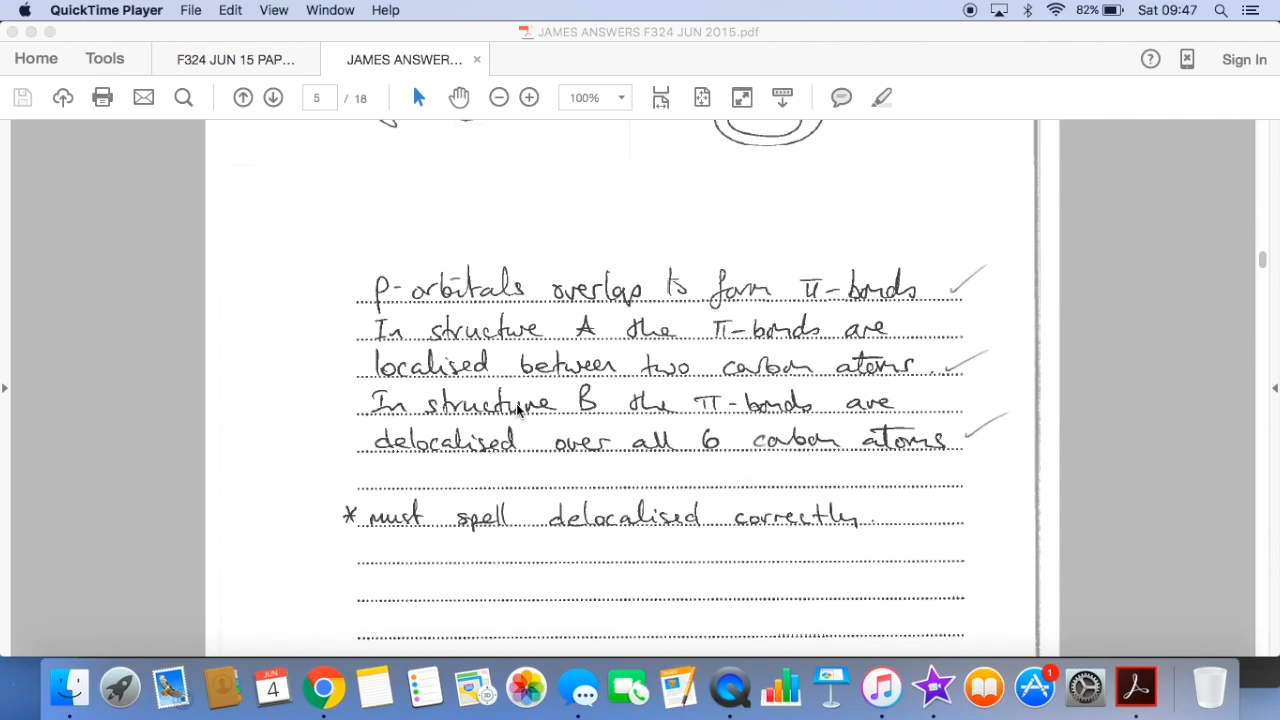 QuickTime Player File Edit View Window Help 82% Sat 09:47
JAMES ANSWERS F324 JUN 2015.pdf
Home Tools F324 JUN 15 PAP... JAMES ANSWER... × Sign In
5 / 18 100%
p-orbitals overlap to form π-bonds
In structure A the π-bonds are
localised between two carbon atoms.
In structure B the π-bonds are
delocalised over all 6 carbon atoms
* must spell delocalised correctly.
JUN
4
3D
1